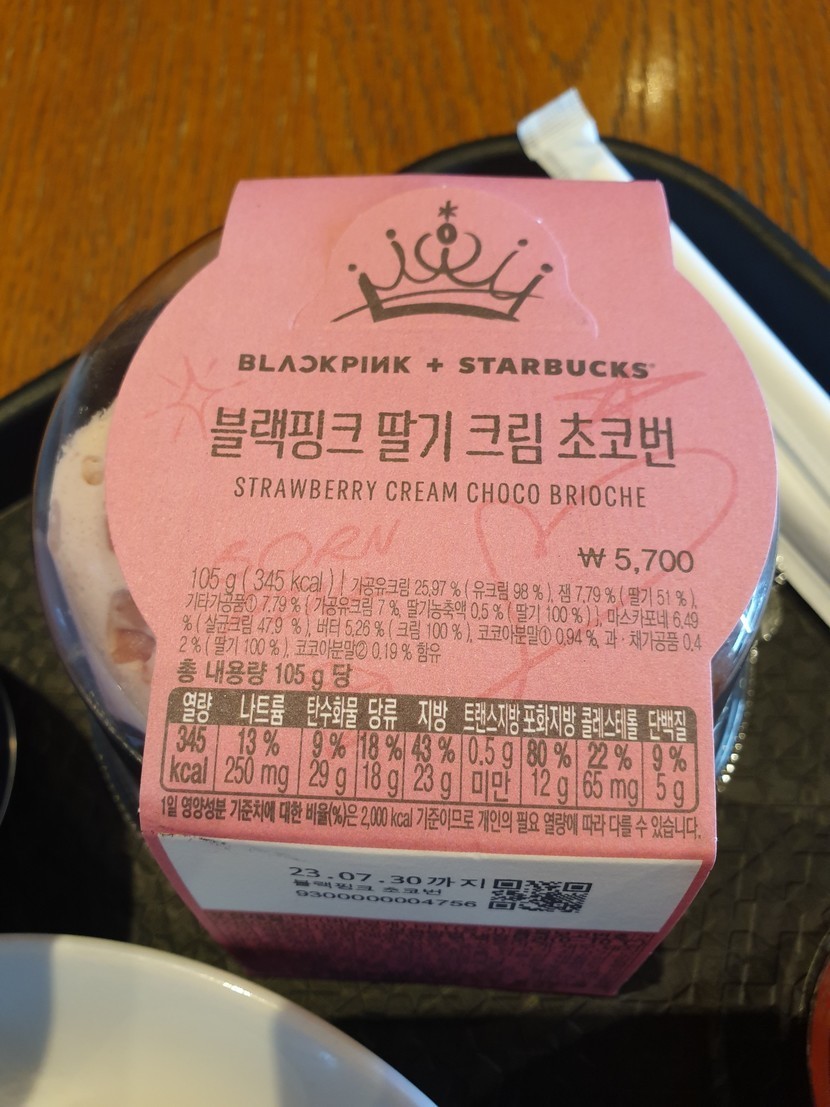 BLACKPINK + STARBUCKS
블랙핑크 딸기 크림 초코번
STRAWBERRY CREAM CHOCO BRIOCHE
BORN
₩ 5,700
105 g ( 345 kcal ) | 가공유크림 25.97 % ( 유크림 98 % ), 잼 7.79 % ( 딸기 51 % ),
기타가공품① 7.79 % ( 가공유크림 7 %, 딸기농축액 0.5 % ( 딸기 100 % ) ), 마스카포네 6.49
% ( 살균크림 47.9 % ), 버터 5.26 % ( 크림 100 % ), 코코아분말① 0.94 %, 과 · 채가공품 0.4
2 % ( 딸기 100 % ), 코코아분말② 0.19 % 함유
총 내용량 105 g 당
열량 나트륨 탄수화물 당류 지방 트랜스지방 포화지방 콜레스테롤 단백질
345 13 % 9 % 18 % 43 % 0.5 g 80 % 22 % 9 %
kcal 250 mg 29 g 18 g 23 g 미만 12 g 65 mg 5 g
1일 영양성분 기준치에 대한 비율(%)은 2,000 kcal 기준이므로 개인의 필요 열량에 따라 다를 수 있습니다.
23.07.30까지
블랙핑크 초코번
9300000004756